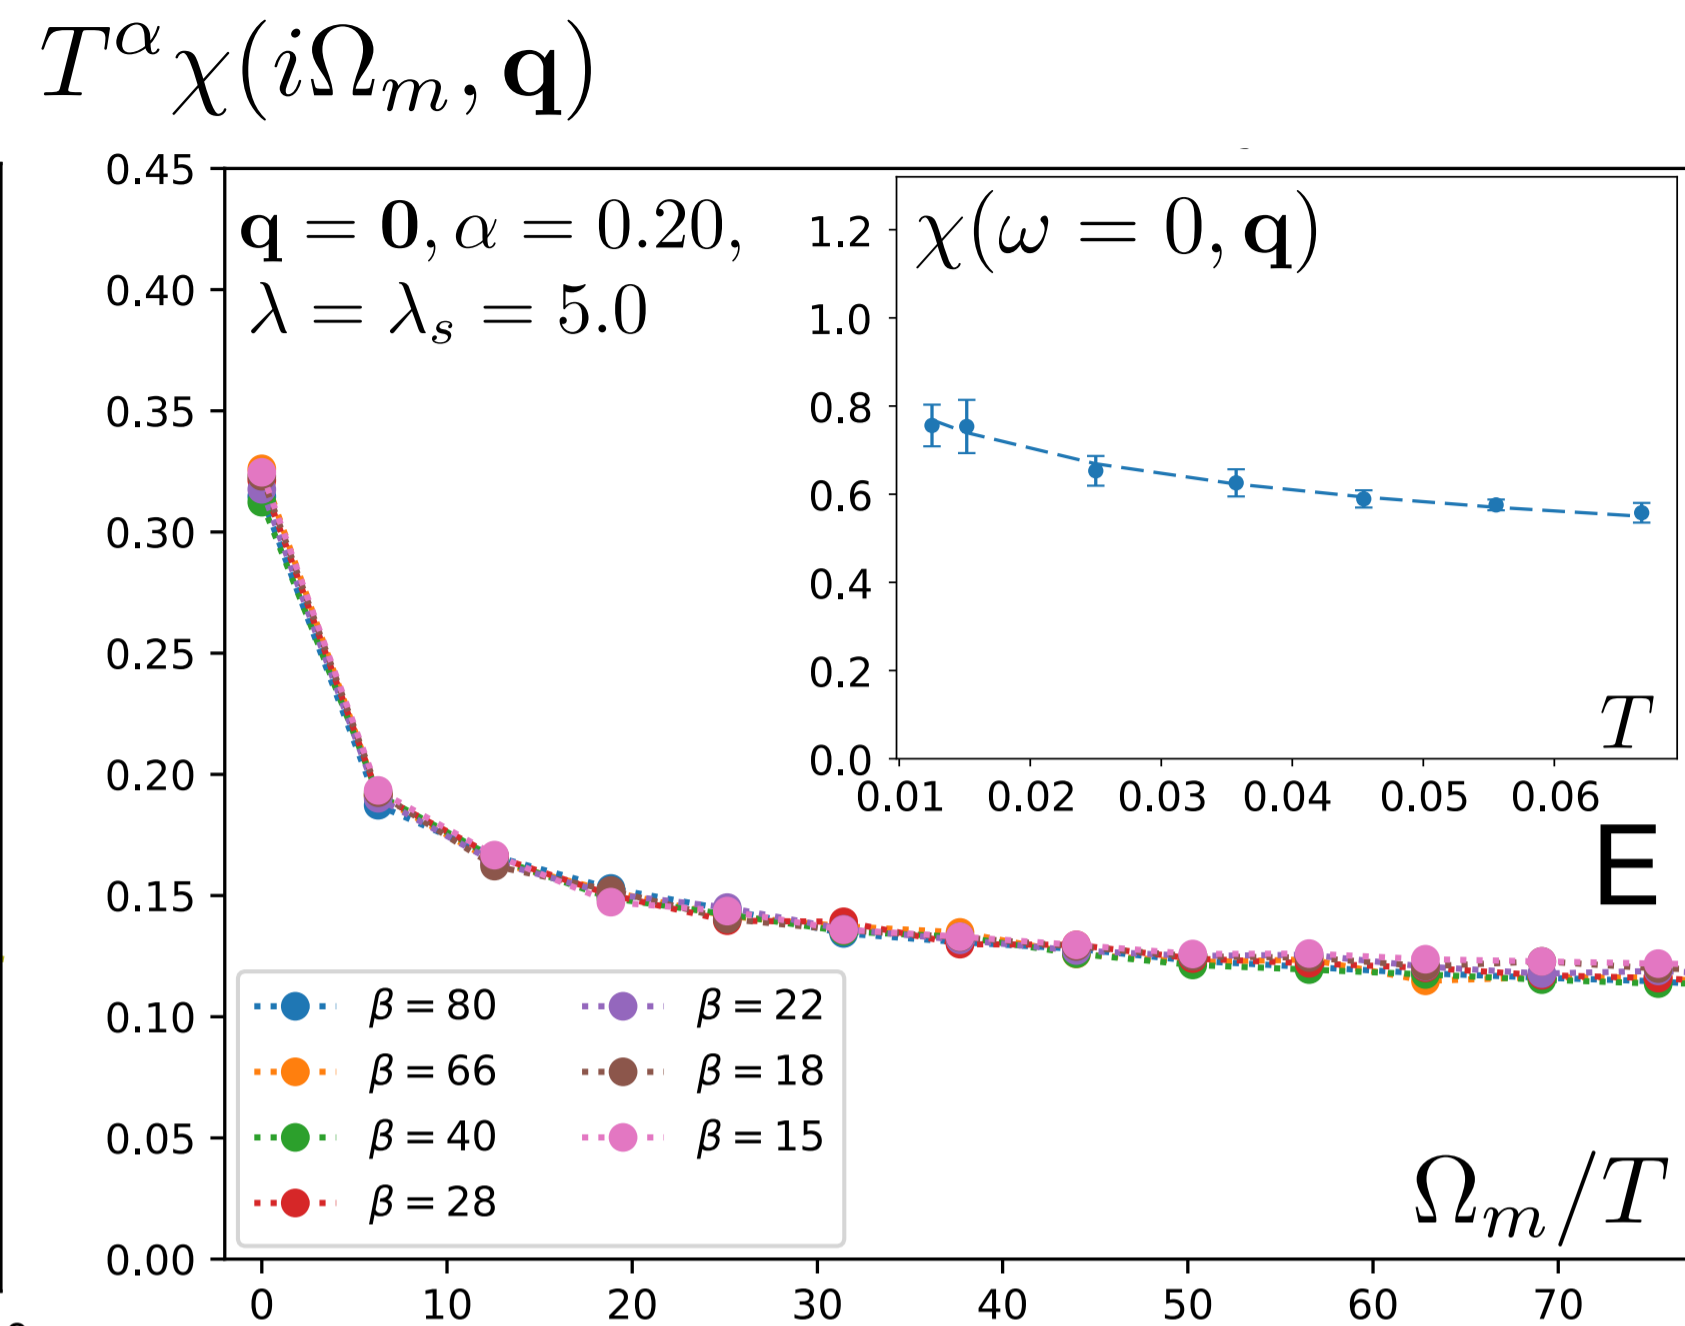 T^α χ(iΩ_m, q)
0.45
0.40
0.35
0.30
0.25
0.20
0.15
0.10
0.05
0.00
q = 0, α = 0.20,
λ = λ_s = 5.0
χ(ω = 0, q)
1.2
1.0
0.8
0.6
0.4
0.2
0.0
T
0.01 0.02 0.03 0.04 0.05 0.06
E
β = 80
β = 66
β = 40
β = 28
β = 22
β = 18
β = 15
Ω_m/T
0 10 20 30 40 50 60 70